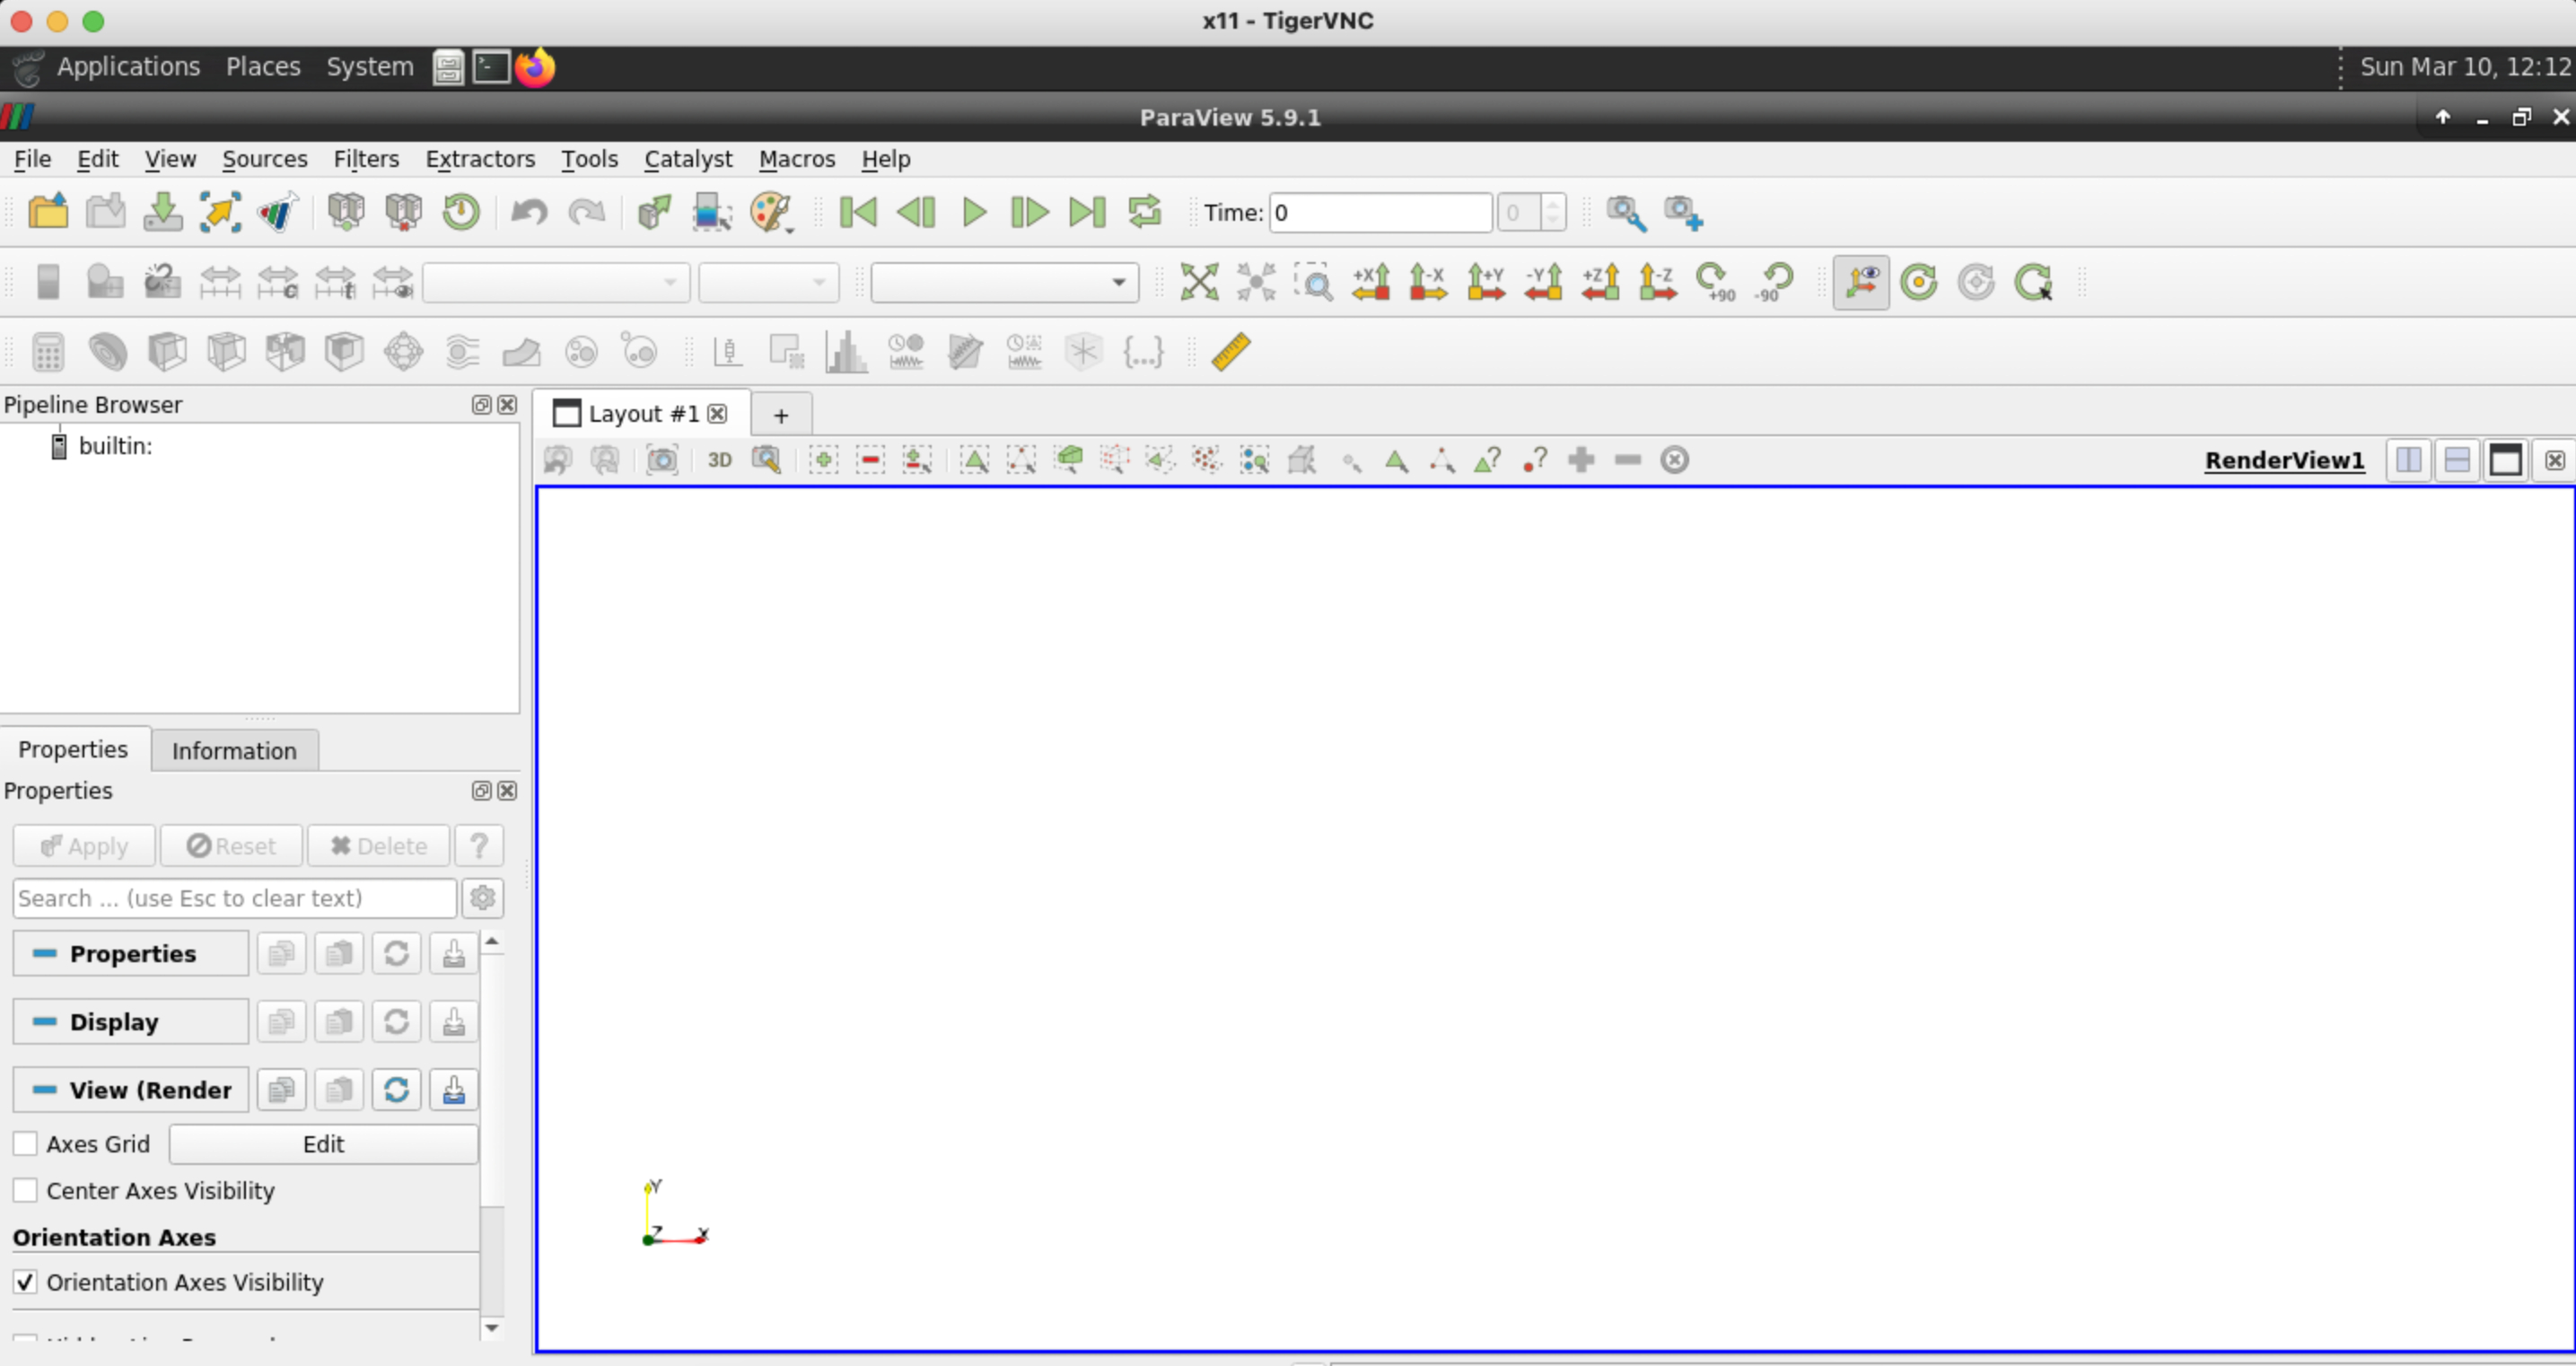 x11 - TigerVNC
Applications Places System Sun Mar 10, 12:12
ParaView 5.9.1
File Edit View Sources Filters Extractors Tools Catalyst Macros Help
Time: 0 0
+X -X +Y -Y +Z -Z +90 -90
Pipeline Browser
builtin:
Layout #1 +
3D RenderView1
Properties Information
Properties
Apply Reset Delete ?
Search ... (use Esc to clear text)
Properties
Display
View (Render
Axes Grid Edit
Center Axes Visibility
Orientation Axes
Orientation Axes Visibility
Y
Z X